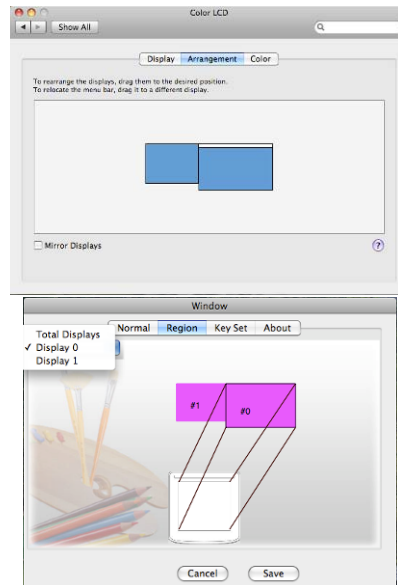 Color LCD
Show All
Display Arrangement Color
To rearrange the displays, drag them to the desired position.
To relocate the menu bar, drag it to a different display.
Mirror Displays
?
Window
Normal Region Key Set About
Total Displays
✓ Display 0
Display 1
#1 #0
Cancel Save